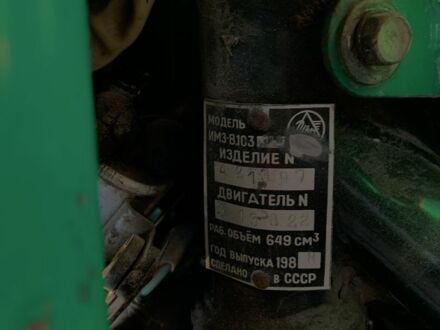 МОДЕЛЬ
ИМЗ-8.103
ИЗДЕЛИЕ N
ДВИГАТЕЛЬ N
РАБ. ОБЪЁМ 649 СМ³
ГОД ВЫПУСКА 198
СДЕЛАНО В СССР